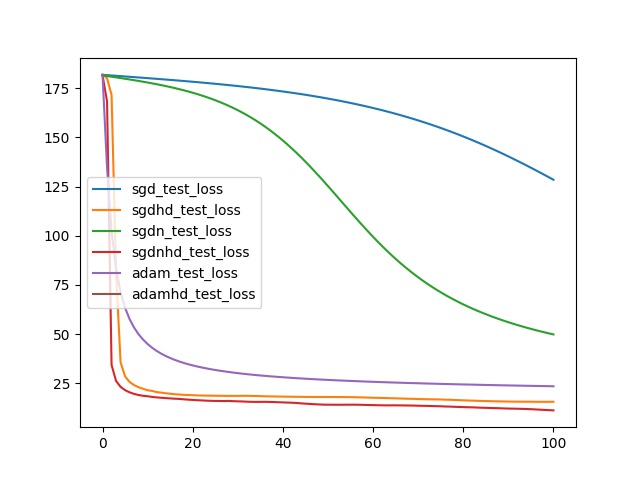 175
150
125
100
75
50
25
sgd_test_loss
sgdhd_test_loss
sgdn_test_loss
sgdnhd_test_loss
adam_test_loss
adamhd_test_loss
0 20 40 60 80 100